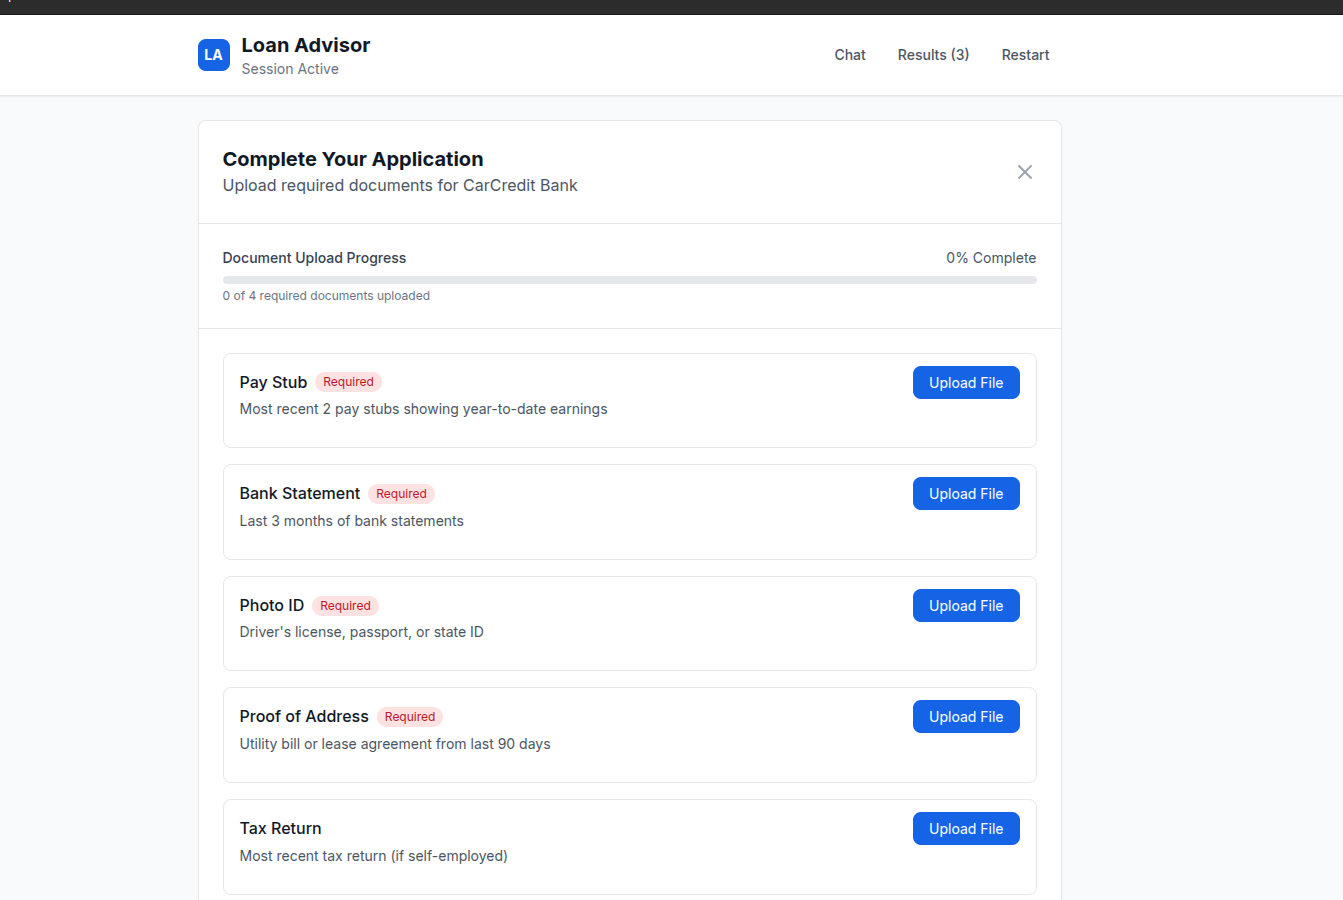 LA
Loan Advisor
Session Active
Chat
Results (3)
Restart
Complete Your Application
Upload required documents for CarCredit Bank
Document Upload Progress
0% Complete
0 of 4 required documents uploaded
Pay Stub
Required
Upload File
Most recent 2 pay stubs showing year-to-date earnings
Bank Statement
Required
Upload File
Last 3 months of bank statements
Photo ID
Required
Upload File
Driver's license, passport, or state ID
Proof of Address
Required
Upload File
Utility bill or lease agreement from last 90 days
Tax Return
Upload File
Most recent tax return (if self-employed)